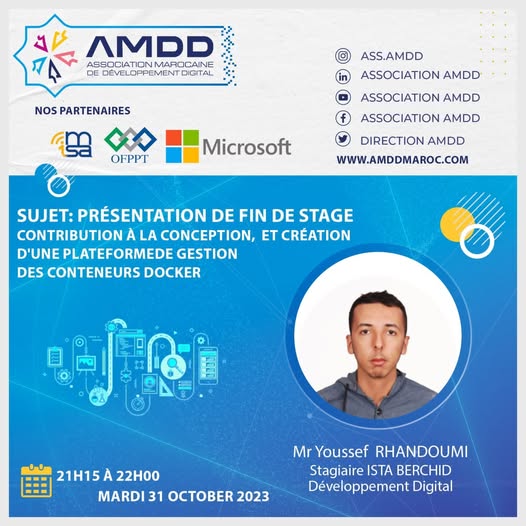 AMDD
ASSOCIATION MAROCAINE
DE DÉVELOPPEMENT DIGITAL
NOS PARTENAIRES
msa
OFPPT
Microsoft
ASS.AMDD
ASSOCIATION AMDD
ASSOCIATION AMDD
ASSOCIATION AMDD
DIRECTION AMDD
WWW.AMDDMAROC.COM
SUJET: PRÉSENTATION DE FIN DE STAGE
CONTRIBUTION À LA CONCEPTION, ET CRÉATION
D'UNE PLATEFORMEDE GESTION
DES CONTENEURS DOCKER
Mr Youssef RHANDOUMI
Stagiaire ISTA BERCHID
Développement Digital
21H15 À 22H00
MARDI 31 OCTOBER 2023